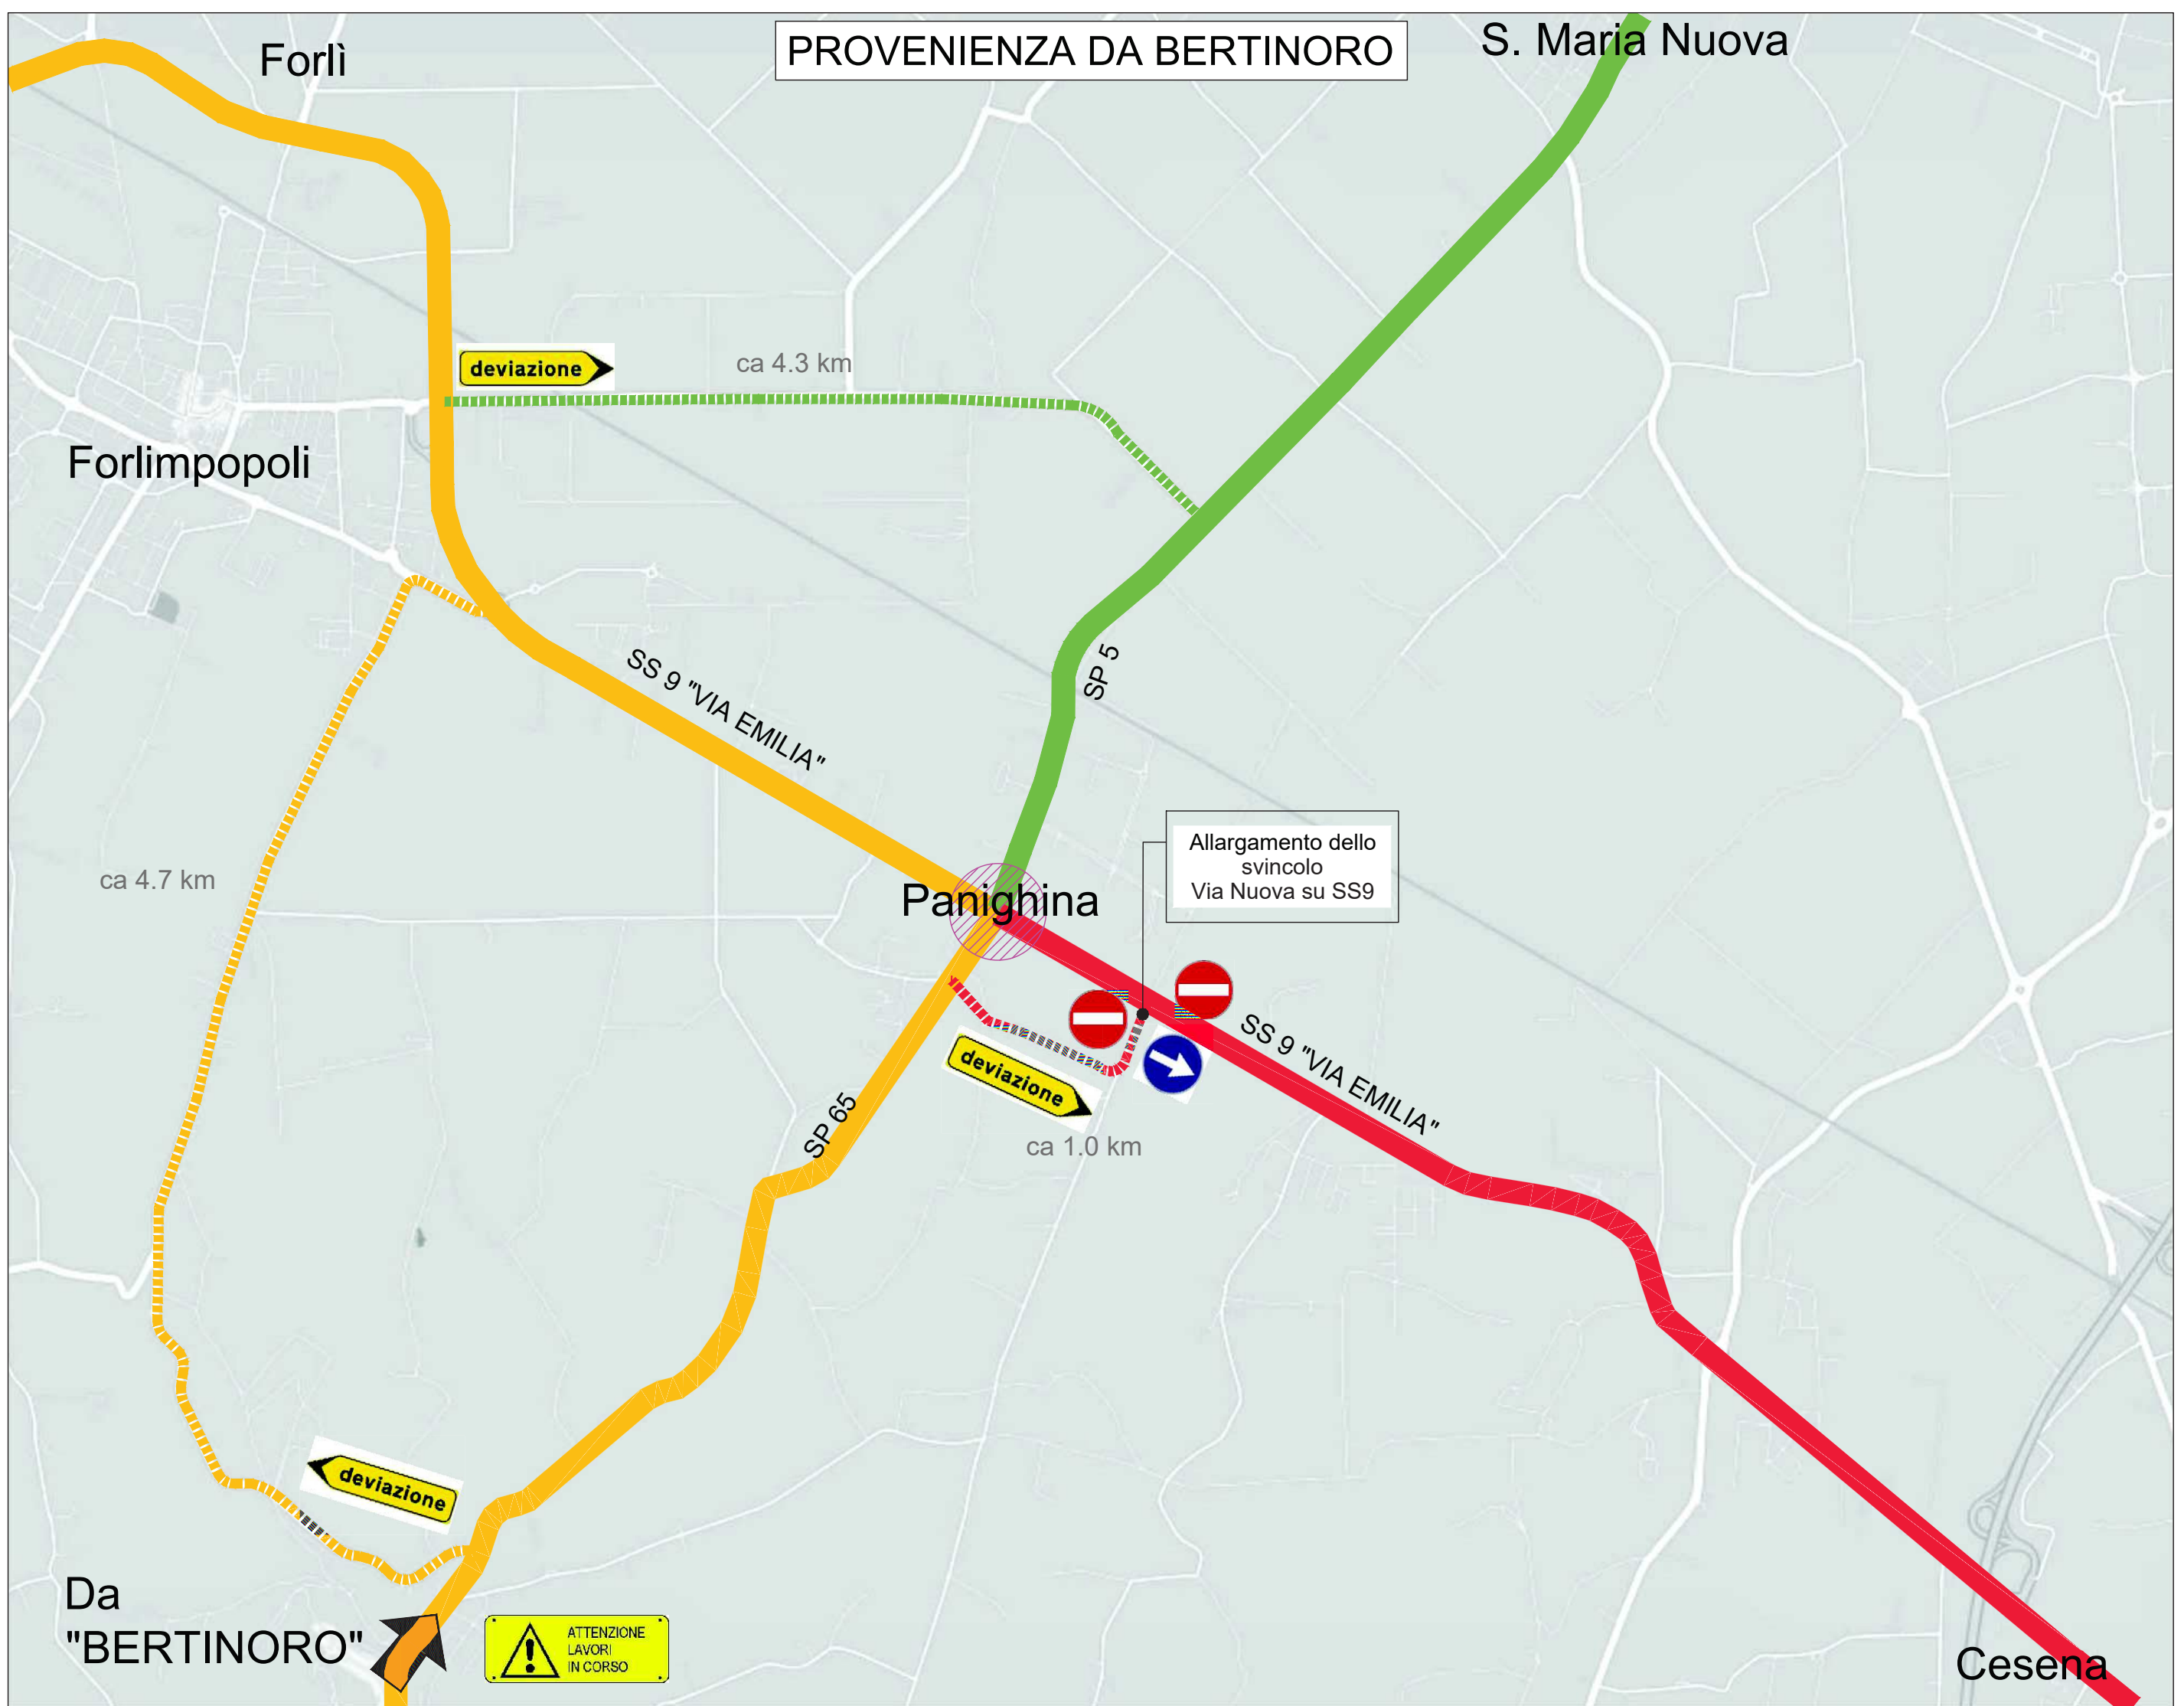 PROVENIENZA DA BERTINORO
Forlì
S. Maria Nuova
deviazione
ca 4.3 km
Forlimpopoli
SS 9 "VIA EMILIA"
SP 5
Allargamento dello
svincolo
Via Nuova su SS9
ca 4.7 km
Panighina
SS 9 "VIA EMILIA"
deviazione
SP 65
ca 1.0 km
deviazione
Da
"BERTINORO"
ATTENZIONE
LAVORI
IN CORSO
Cesena